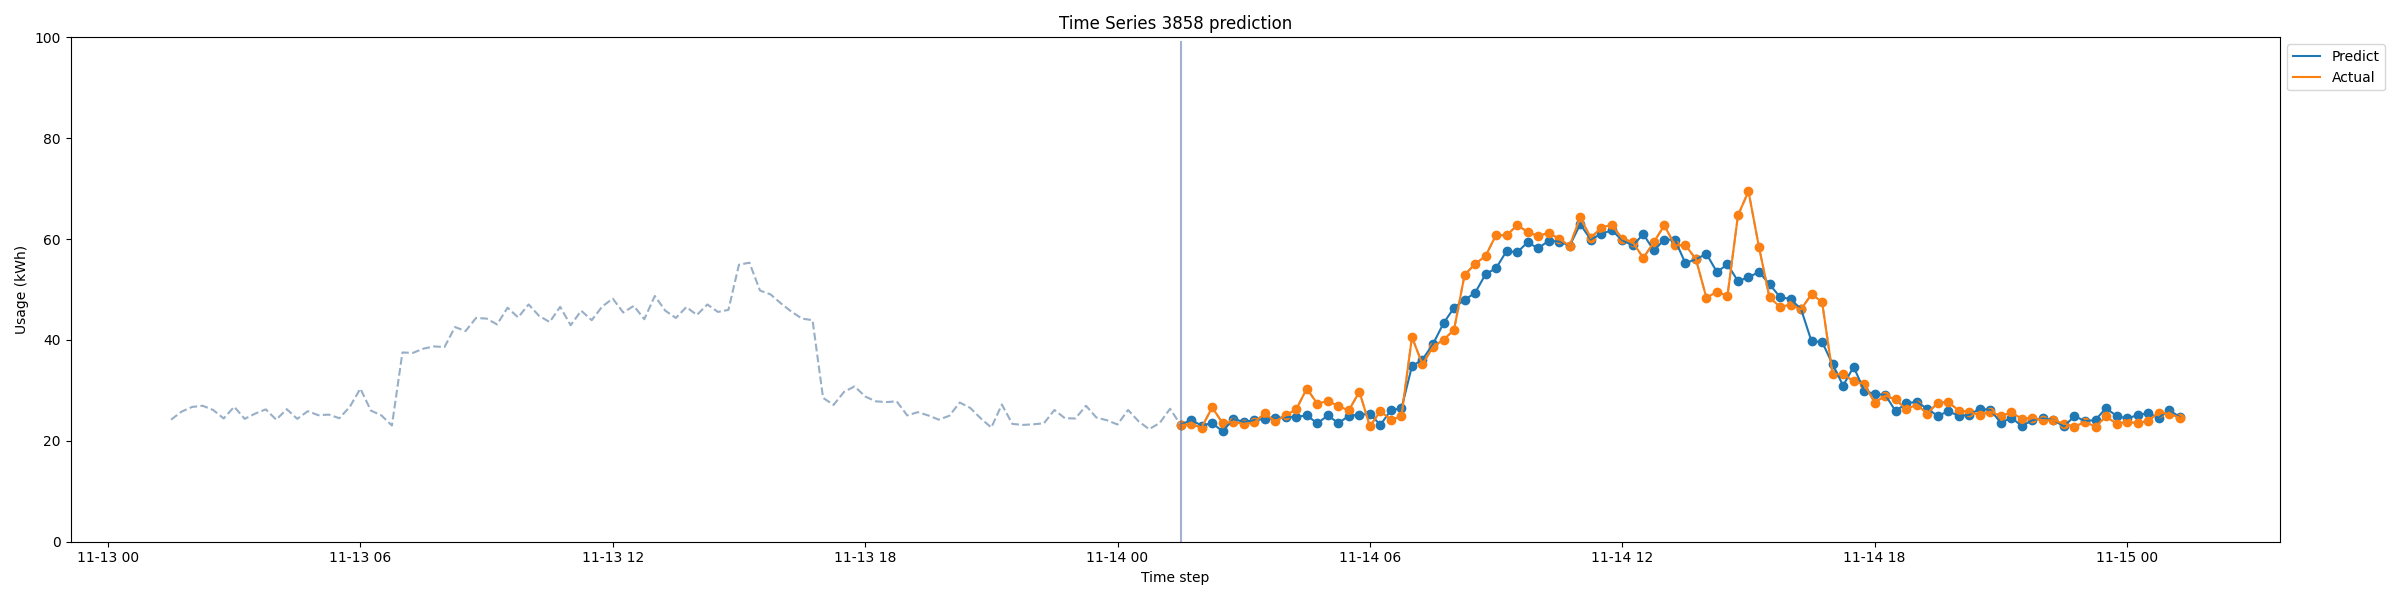 Time Series 3858 prediction
Predict
Actual
Usage (kWh)
100
80
60
40
20
0
11-13 00 11-13 06 11-13 12 11-13 18 11-14 00 11-14 06 11-14 12 11-14 18 11-15 00
Time step